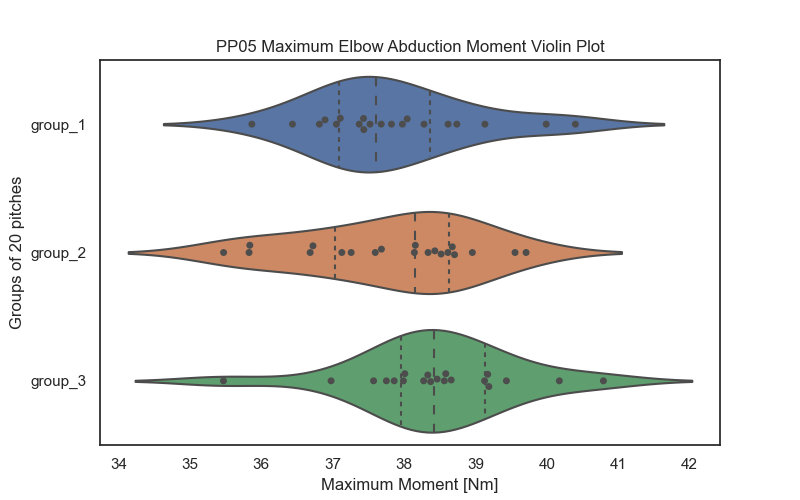 PP05 Maximum Elbow Abduction Moment Violin Plot
Groups of 20 pitches
group_1
group_2
group_3
34 35 36 37 38 39 40 41 42
Maximum Moment [Nm]